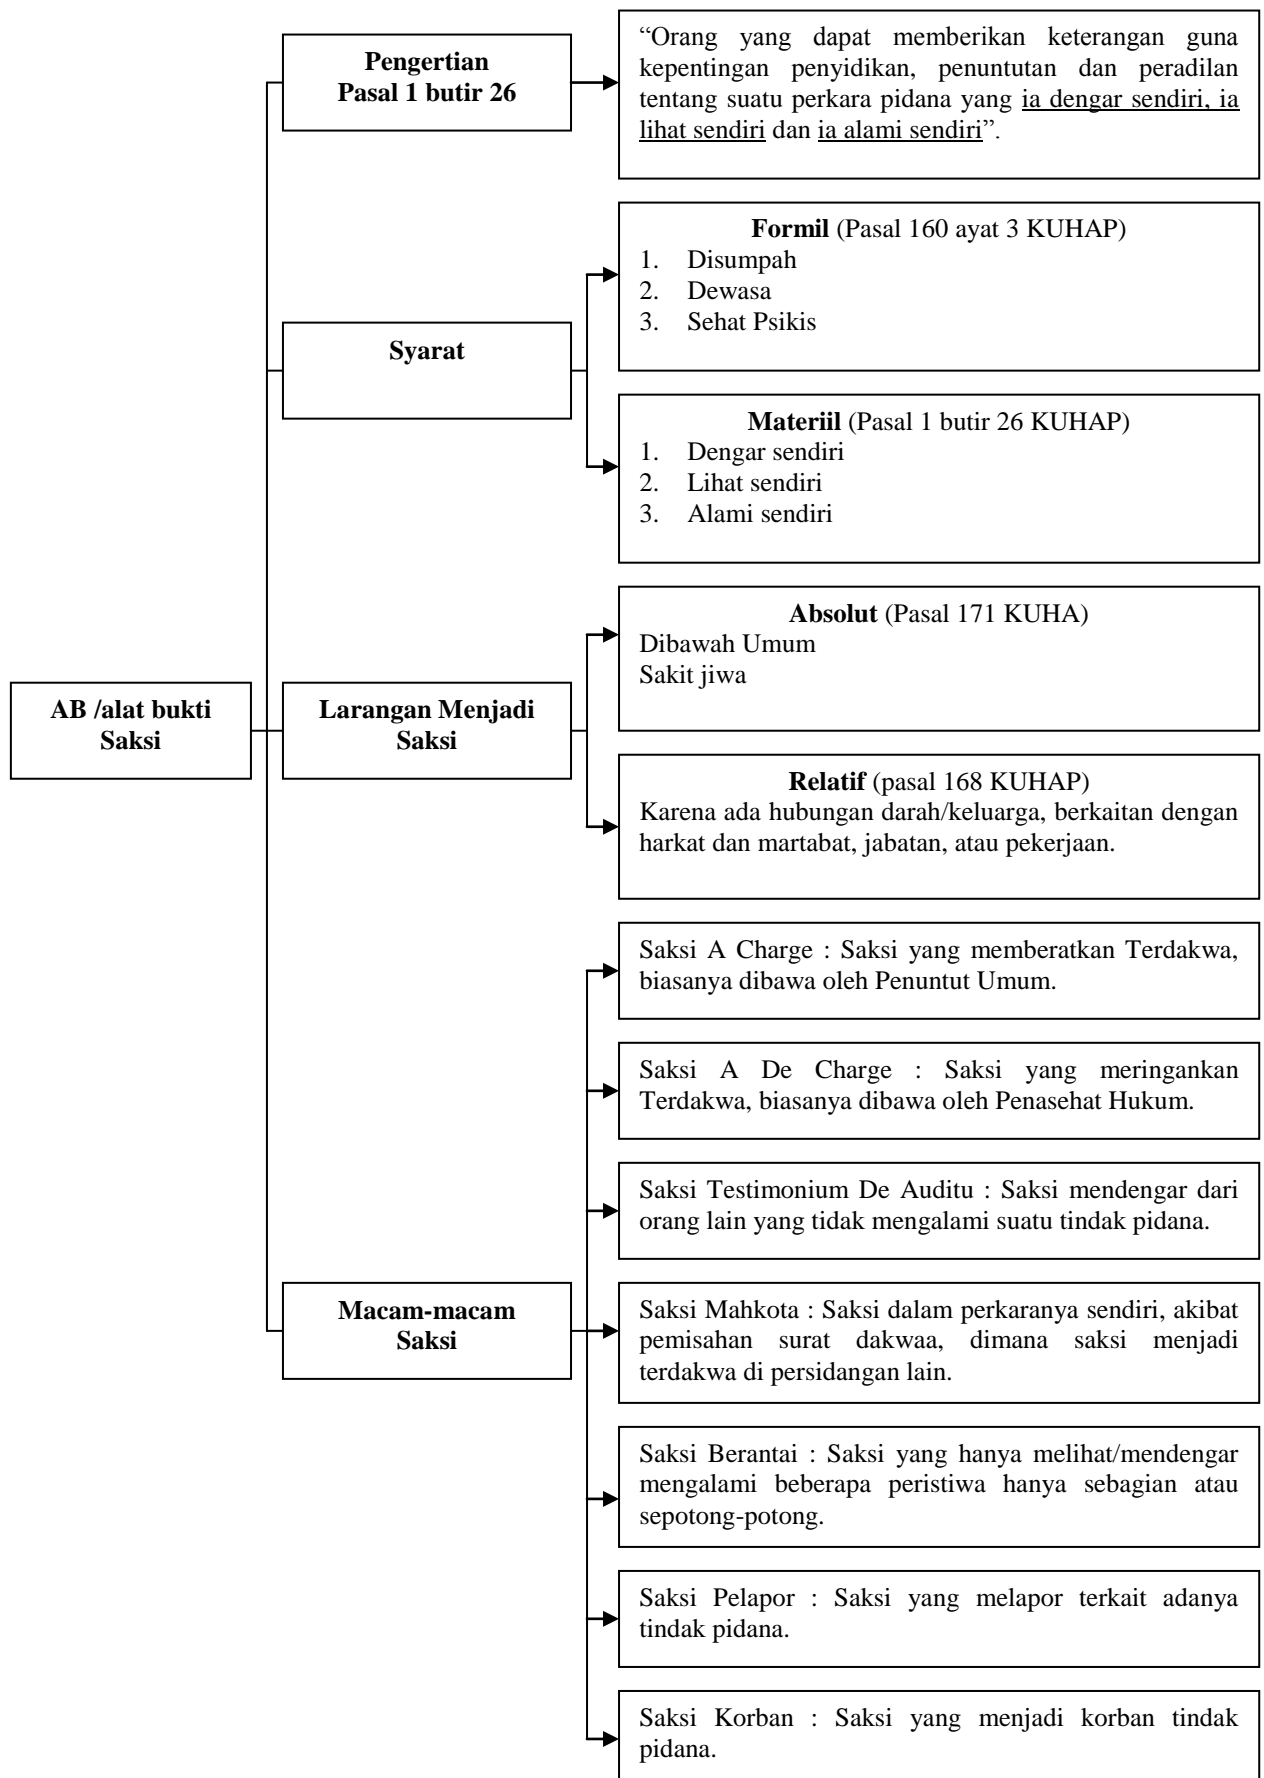 Pengertian
Pasal 1 butir 26
“Orang yang dapat memberikan keterangan guna
kepentingan penyidikan, penuntutan dan peradilan
tentang suatu perkara pidana yang ia dengar sendiri, ia
lihat sendiri dan ia alami sendiri”.
Syarat
Formil (Pasal 160 ayat 3 KUHAP)
1. Disumpah
2. Dewasa
3. Sehat Psikis
Materiil (Pasal 1 butir 26 KUHAP)
1. Dengar sendiri
2. Lihat sendiri
3. Alami sendiri
AB /alat bukti
Saksi
Larangan Menjadi
Saksi
Absolut (Pasal 171 KUHA)
Dibawah Umum
Sakit jiwa
Relatif (pasal 168 KUHAP)
Karena ada hubungan darah/keluarga, berkaitan dengan
harkat dan martabat, jabatan, atau pekerjaan.
Macam-macam
Saksi
Saksi A Charge : Saksi yang memberatkan Terdakwa,
biasanya dibawa oleh Penuntut Umum.
Saksi A De Charge : Saksi yang meringankan
Terdakwa, biasanya dibawa oleh Penasehat Hukum.
Saksi Testimonium De Auditu : Saksi mendengar dari
orang lain yang tidak mengalami suatu tindak pidana.
Saksi Mahkota : Saksi dalam perkaranya sendiri, akibat
pemisahan surat dakwaa, dimana saksi menjadi
terdakwa di persidangan lain.
Saksi Berantai : Saksi yang hanya melihat/mendengar
mengalami beberapa peristiwa hanya sebagian atau
sepotong-potong.
Saksi Pelapor : Saksi yang melapor terkait adanya
tindak pidana.
Saksi Korban : Saksi yang menjadi korban tindak
pidana.